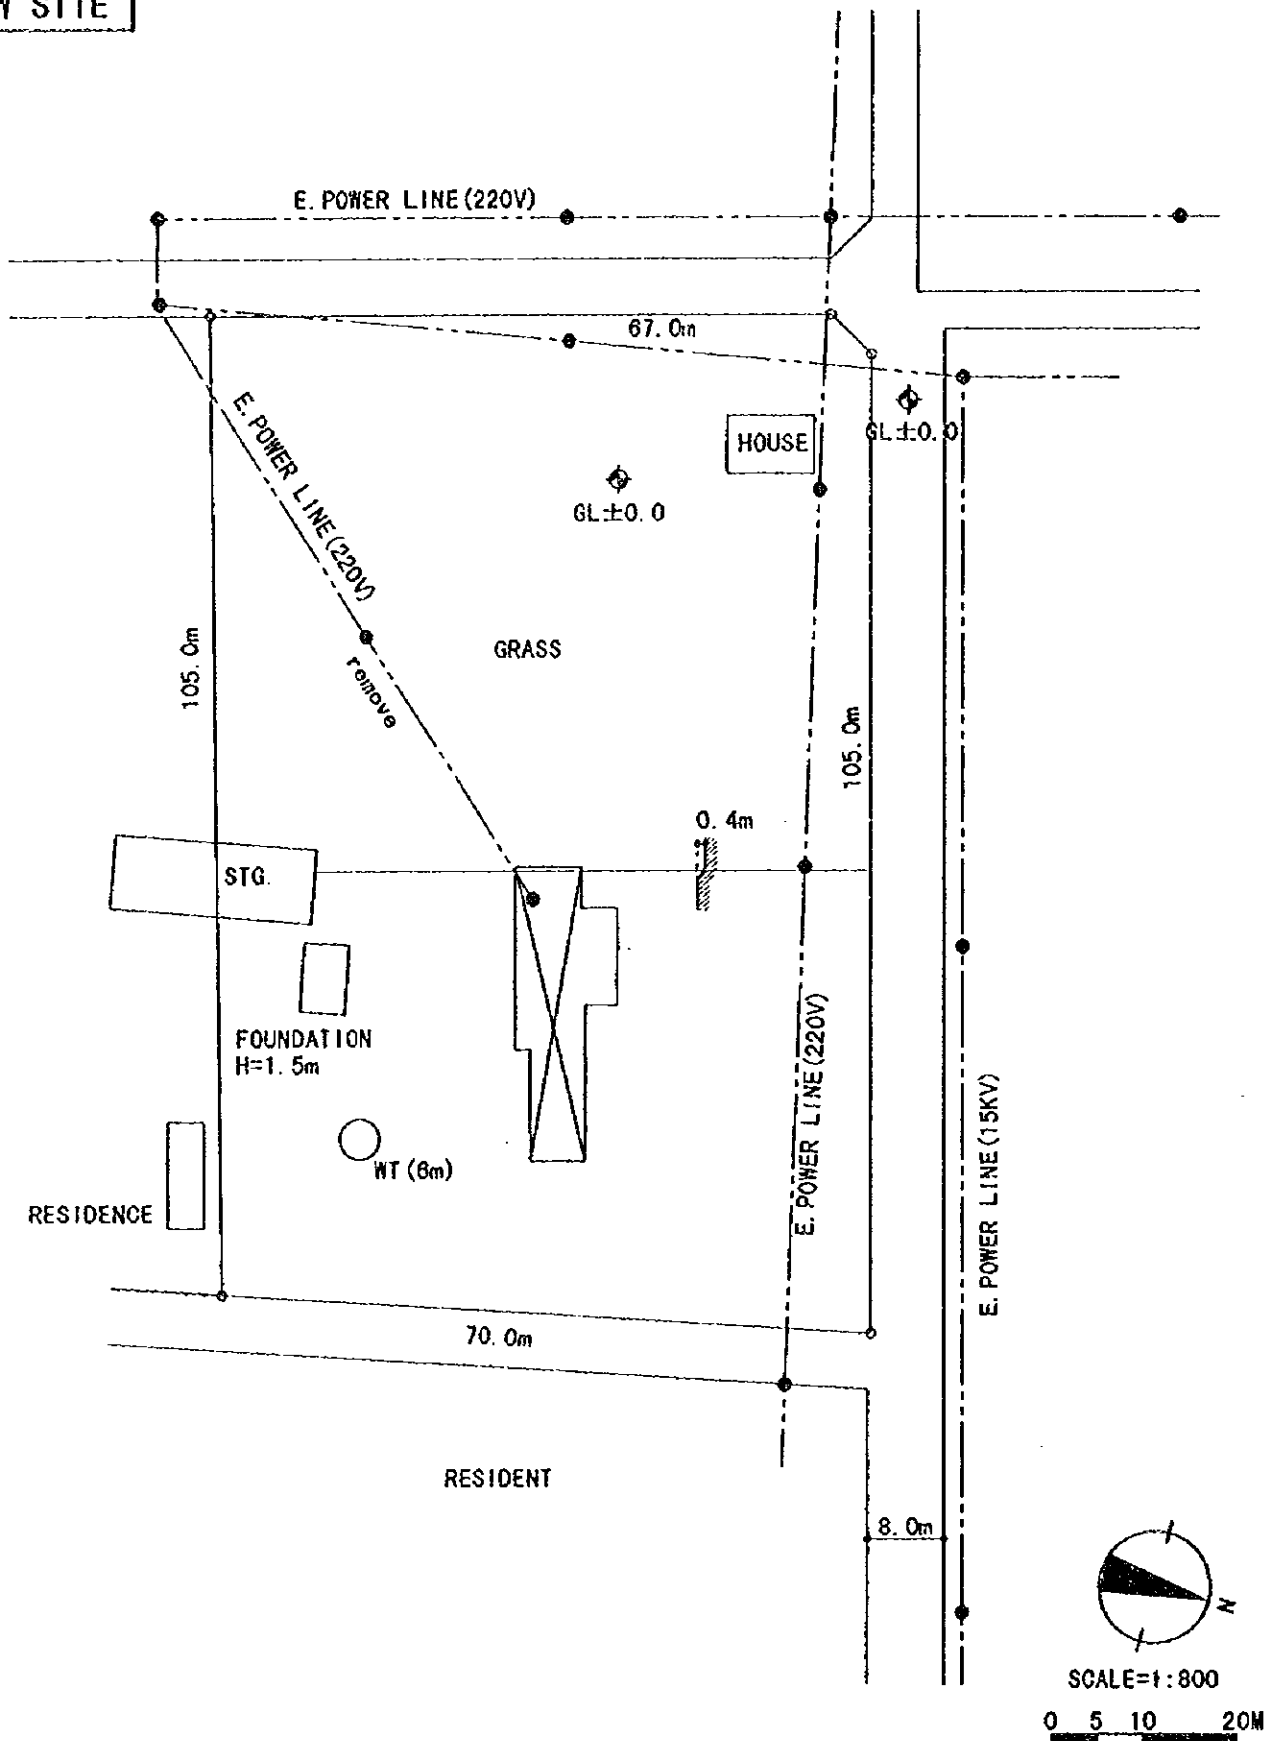 SITE
E. POWER LINE(220V)
67.0m
E. POWER LINE(220V)
HOUSE
GL±0.0
GL±0.0
105.0m
remove
GRASS
105.0m
0.4m
STG.
FOUNDATION
H=1.5m
WT(6m)
E. POWER LINE(220V)
E. POWER LINE(15KV)
RESIDENCE
70.0m
RESIDENT
8.0m
N
SCALE=1:800
0 5 10 20M